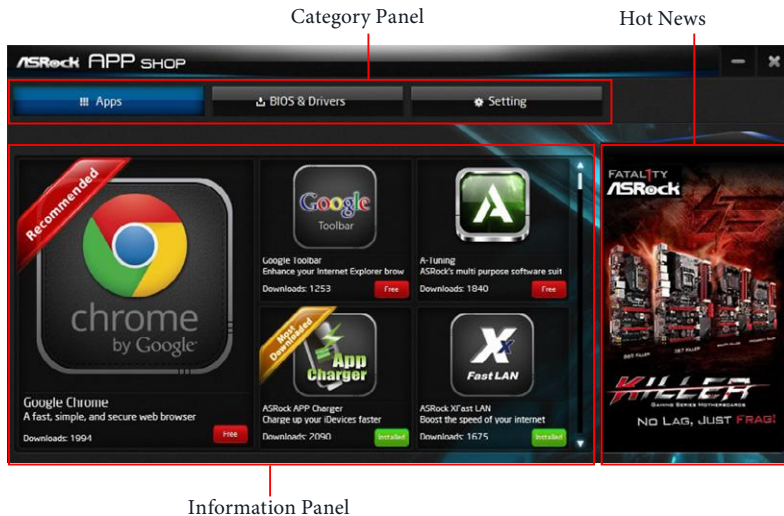 Category Panel
Hot News
ASRock APP SHOP
Apps
BIOS & Drivers
Setting
Recommended
chrome
by Google
Google Chrome
A fast, simple, and secure web browser
Downloads: 1994
Free
Google
Toolbar
Google Toolbar
Enhance your Internet Explorer brow
Downloads: 1253
Free
A-Tuning
ASRock's multi purpose software suit
Downloads: 1840
Free
Most
Downloaded
App
Charger
ASRock APP Charger
Charge up your iDevices faster
Downloads: 2090
Installed
Fast LAN
ASRock XFast LAN
Boost the speed of your internet
Downloads: 1675
Installed
FATAL1TY
ASRock
KILLER
GAMING SERIES MOTHERBOARDS
NO LAG, JUST FRAG!
Information Panel